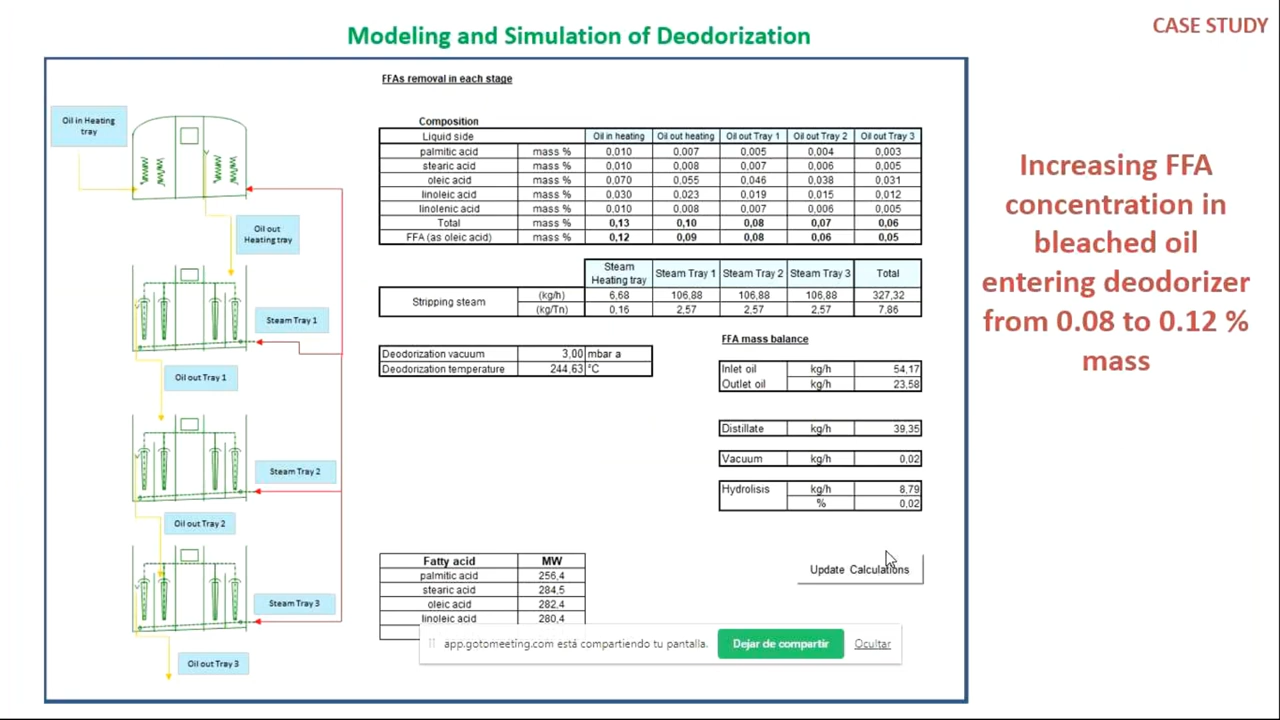 CASE STUDY
Modeling and Simulation of Deodorization
FFAs removal in each stage
Oil in Heating
tray
Oil out
Heating tray
Steam Tray 1
Oil out Tray 1
Steam Tray 2
Oil out Tray 2
Steam Tray 3
Oil out Tray 3
Composition
Liquid side Oil in heating Oil out heating Oil out Tray 1 Oil out Tray 2 Oil out Tray 3
palmitic acid mass % 0,010 0,007 0,005 0,004 0,003
stearic acid mass % 0,010 0,008 0,007 0,006 0,005
oleic acid mass % 0,070 0,055 0,046 0,038 0,031
linoleic acid mass % 0,030 0,023 0,019 0,015 0,012
linolenic acid mass % 0,010 0,008 0,007 0,006 0,005
Total mass % 0,13 0,10 0,08 0,07 0,06
FFA (as oleic acid) mass % 0,12 0,09 0,08 0,06 0,05
Steam
Heating tray Steam Tray 1 Steam Tray 2 Steam Tray 3 Total
Stripping steam (kg/h) 6,68 106,88 106,88 106,88 327,32
(kg/Tn) 0,16 2,57 2,57 2,57 7,86
Deodorization vacuum 3,00 mbar a
Deodorization temperature 244,63 °C
FFA mass balance
Inlet oil kg/h 54,17
Outlet oil kg/h 23,58
Distillate kg/h 39,35
Vacuum kg/h 0,02
Hydrolisis kg/h 8,79
% 0,02
Update Calculations
Fatty acid MW
palmitic acid 256,4
stearic acid 284,5
oleic acid 282,4
linoleic acid 280,4
app.gotomeeting.com está compartiendo tu pantalla. Dejar de compartir Ocultar
Increasing FFA
concentration in
bleached oil
entering deodorizer
from 0.08 to 0.12 %
mass